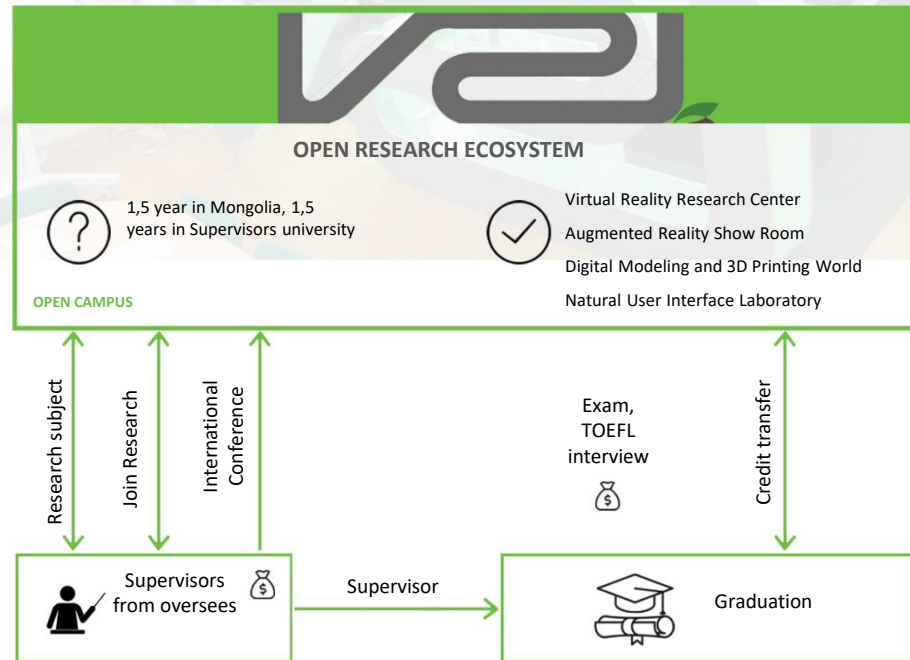 OPEN RESEARCH ECOSYSTEM
1,5 year in Mongolia, 1,5
years in Supervisors university
Virtual Reality Research Center
Augmented Reality Show Room
Digital Modeling and 3D Printing World
Natural User Interface Laboratory
OPEN CAMPUS
Research subject
Join Research
International
Conference
Exam,
TOEFL
interview
Credit transfer
Supervisors
from oversees
Supervisor
Graduation